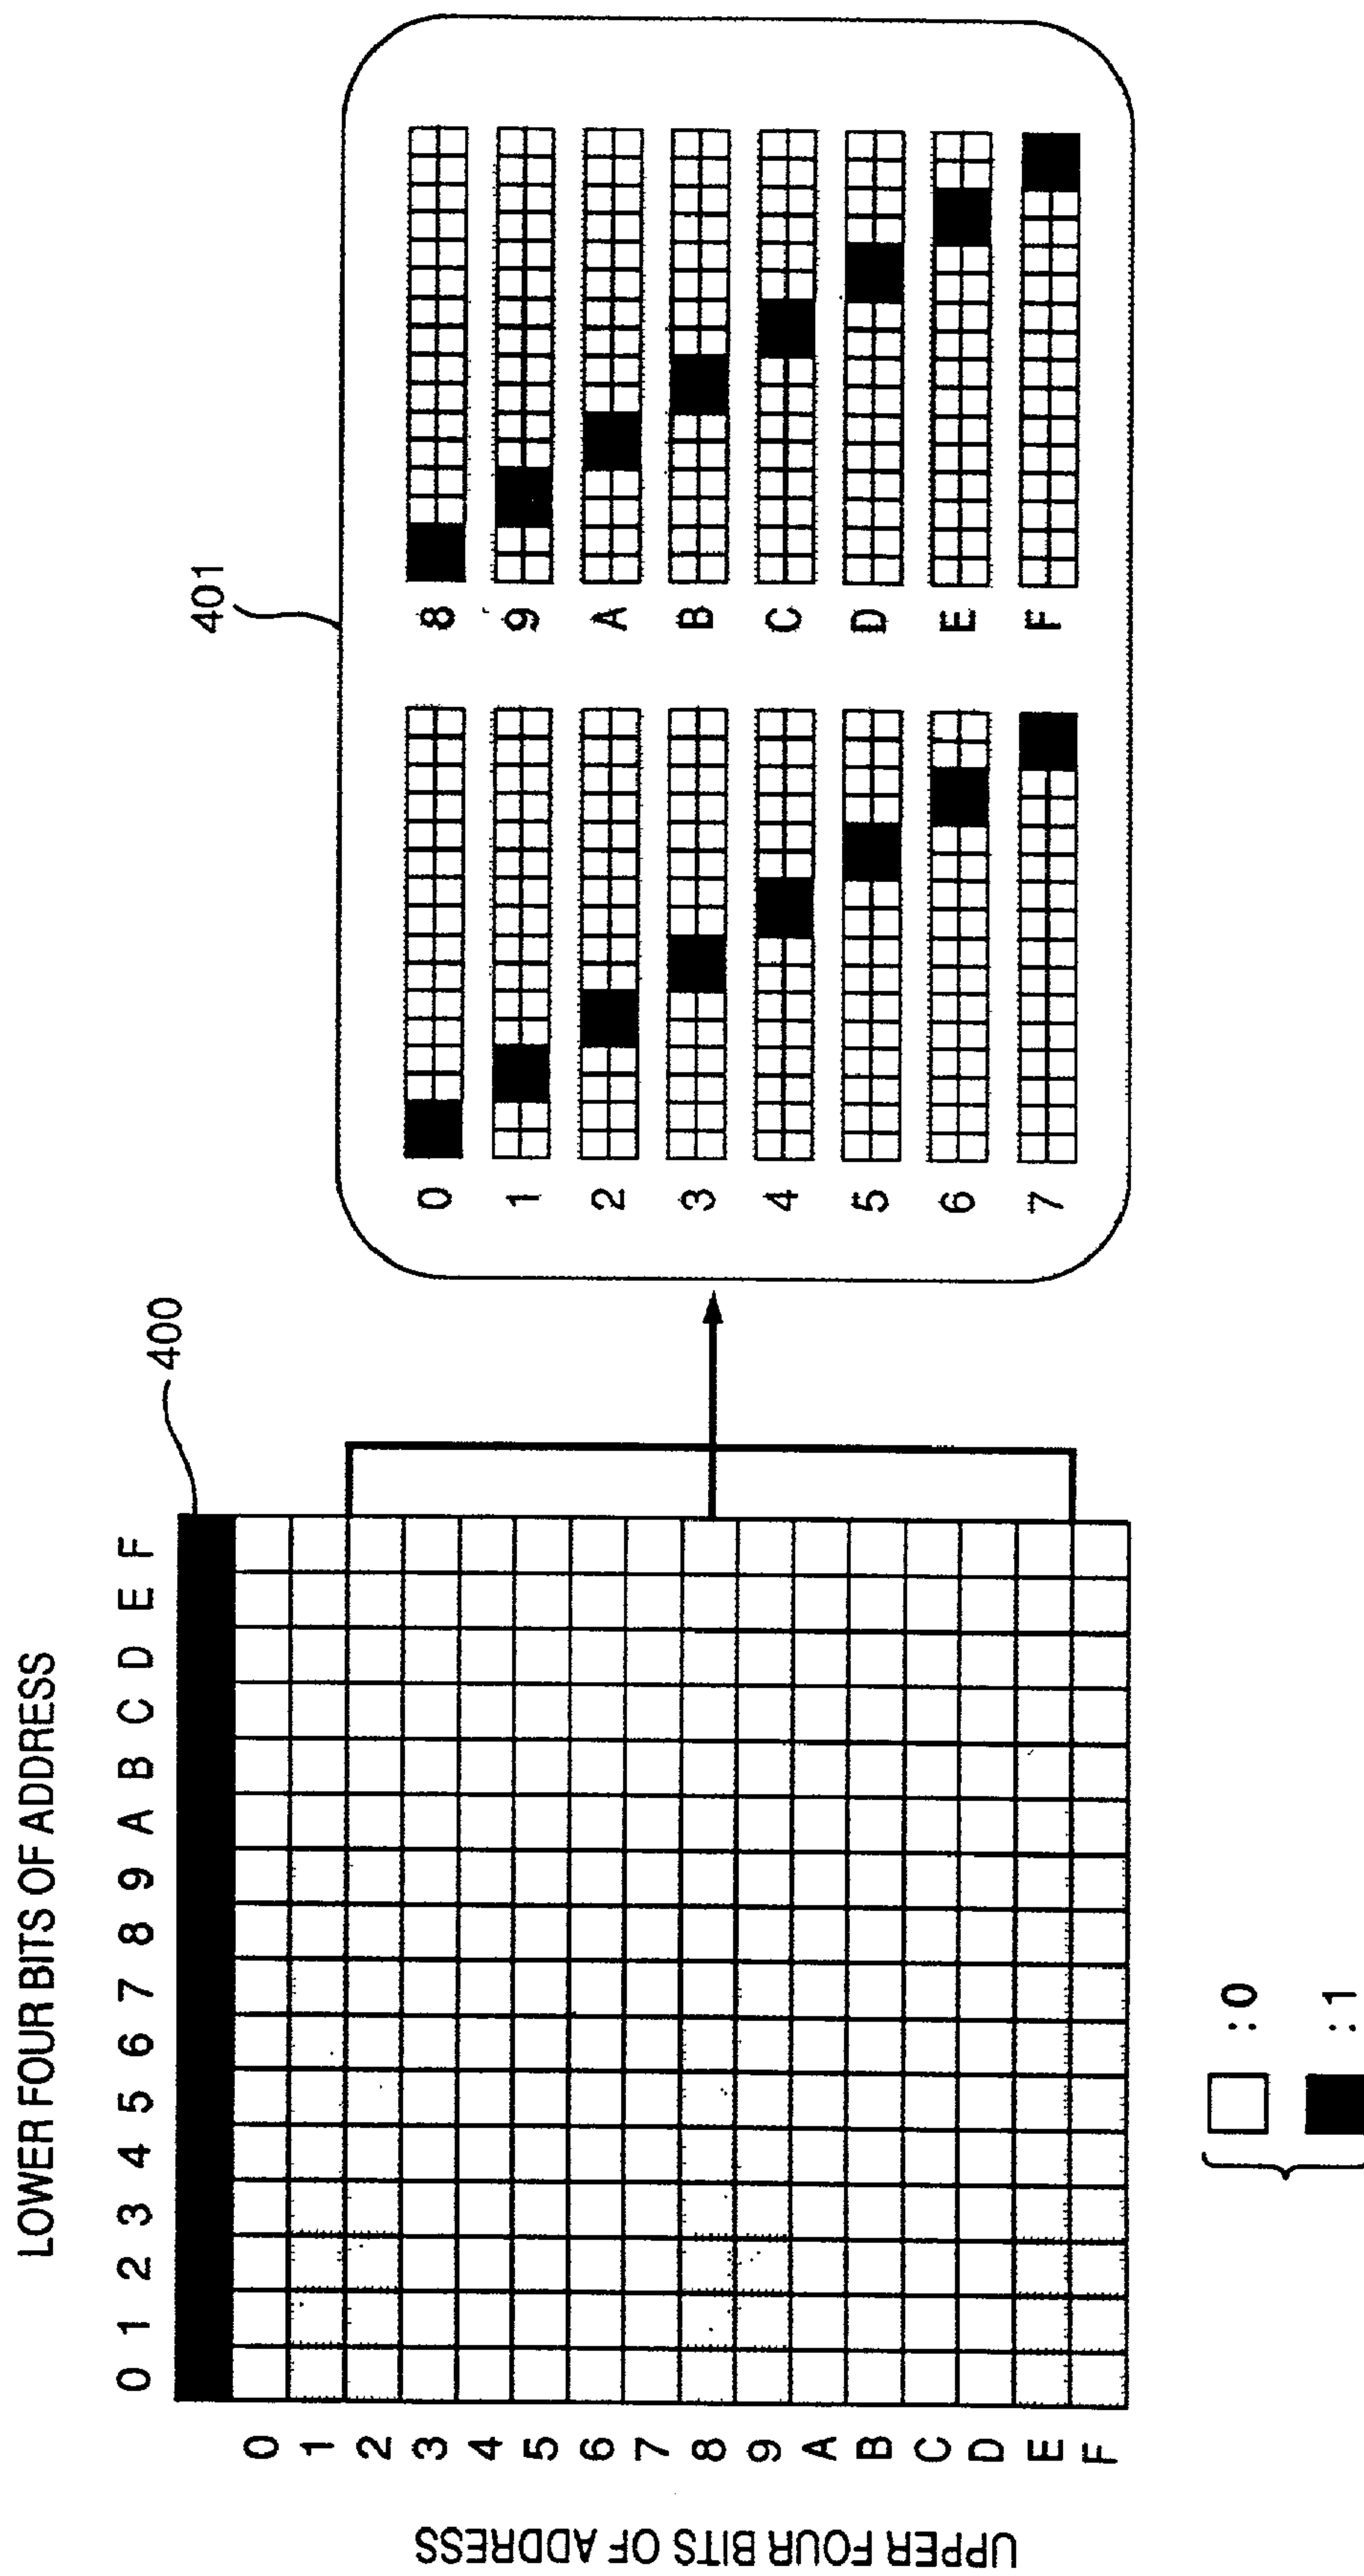 LOWER FOUR BITS OF ADDRESS
0 1 2 3 4 5 6 7 8 9 A B C D E F
400
UPPER FOUR BITS OF ADDRESS
0
1
2
3
4
5
6
7
8
9
A
B
C
D
E
F
401
0
1
2
3
4
5
6
7
8
9
A
B
C
D
E
F
:0
:1